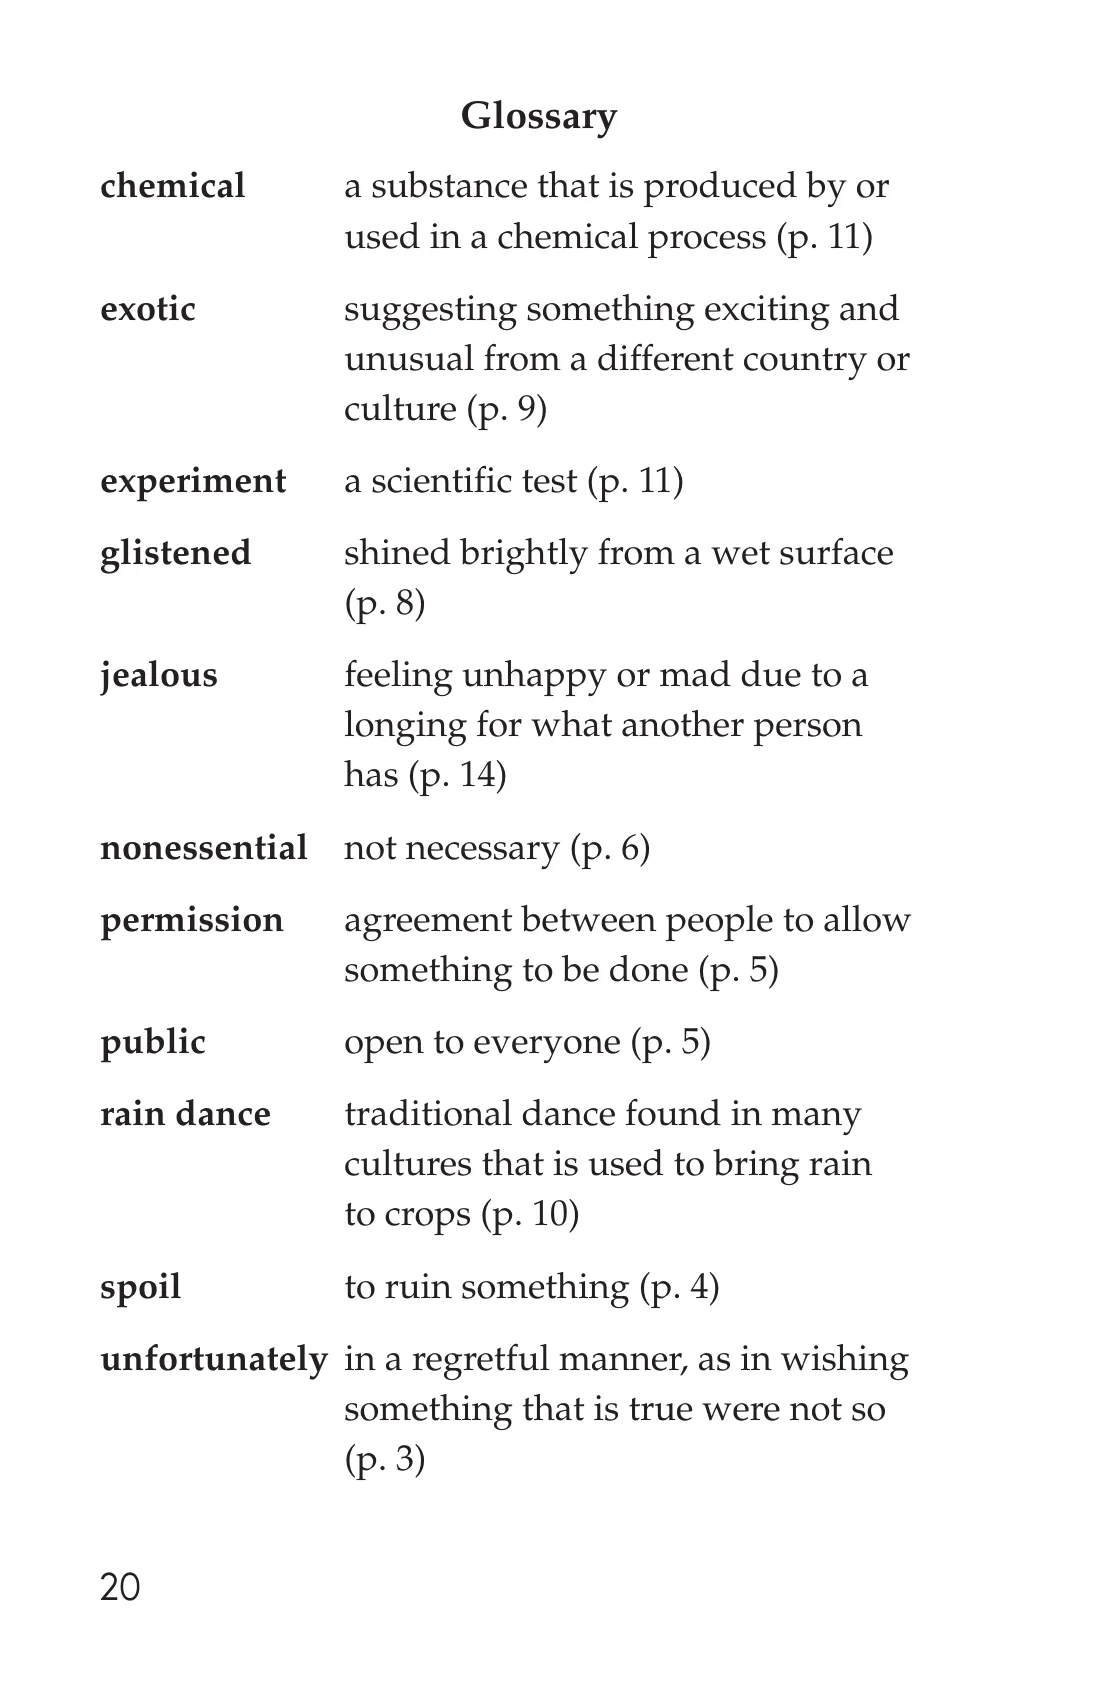 Glossary
chemical a substance that is produced by or
used in a chemical process (p. 11)
exotic suggesting something exciting and
unusual from a different country or
culture (p. 9)
experiment a scientific test (p. 11)
glistened shined brightly from a wet surface
(p. 8)
jealous feeling unhappy or mad due to a
longing for what another person
has (p. 14)
nonessential not necessary (p. 6)
permission agreement between people to allow
something to be done (p. 5)
public open to everyone (p. 5)
rain dance traditional dance found in many
cultures that is used to bring rain
to crops (p. 10)
spoil to ruin something (p. 4)
unfortunately in a regretful manner, as in wishing
something that is true were not so
(p. 3)
20